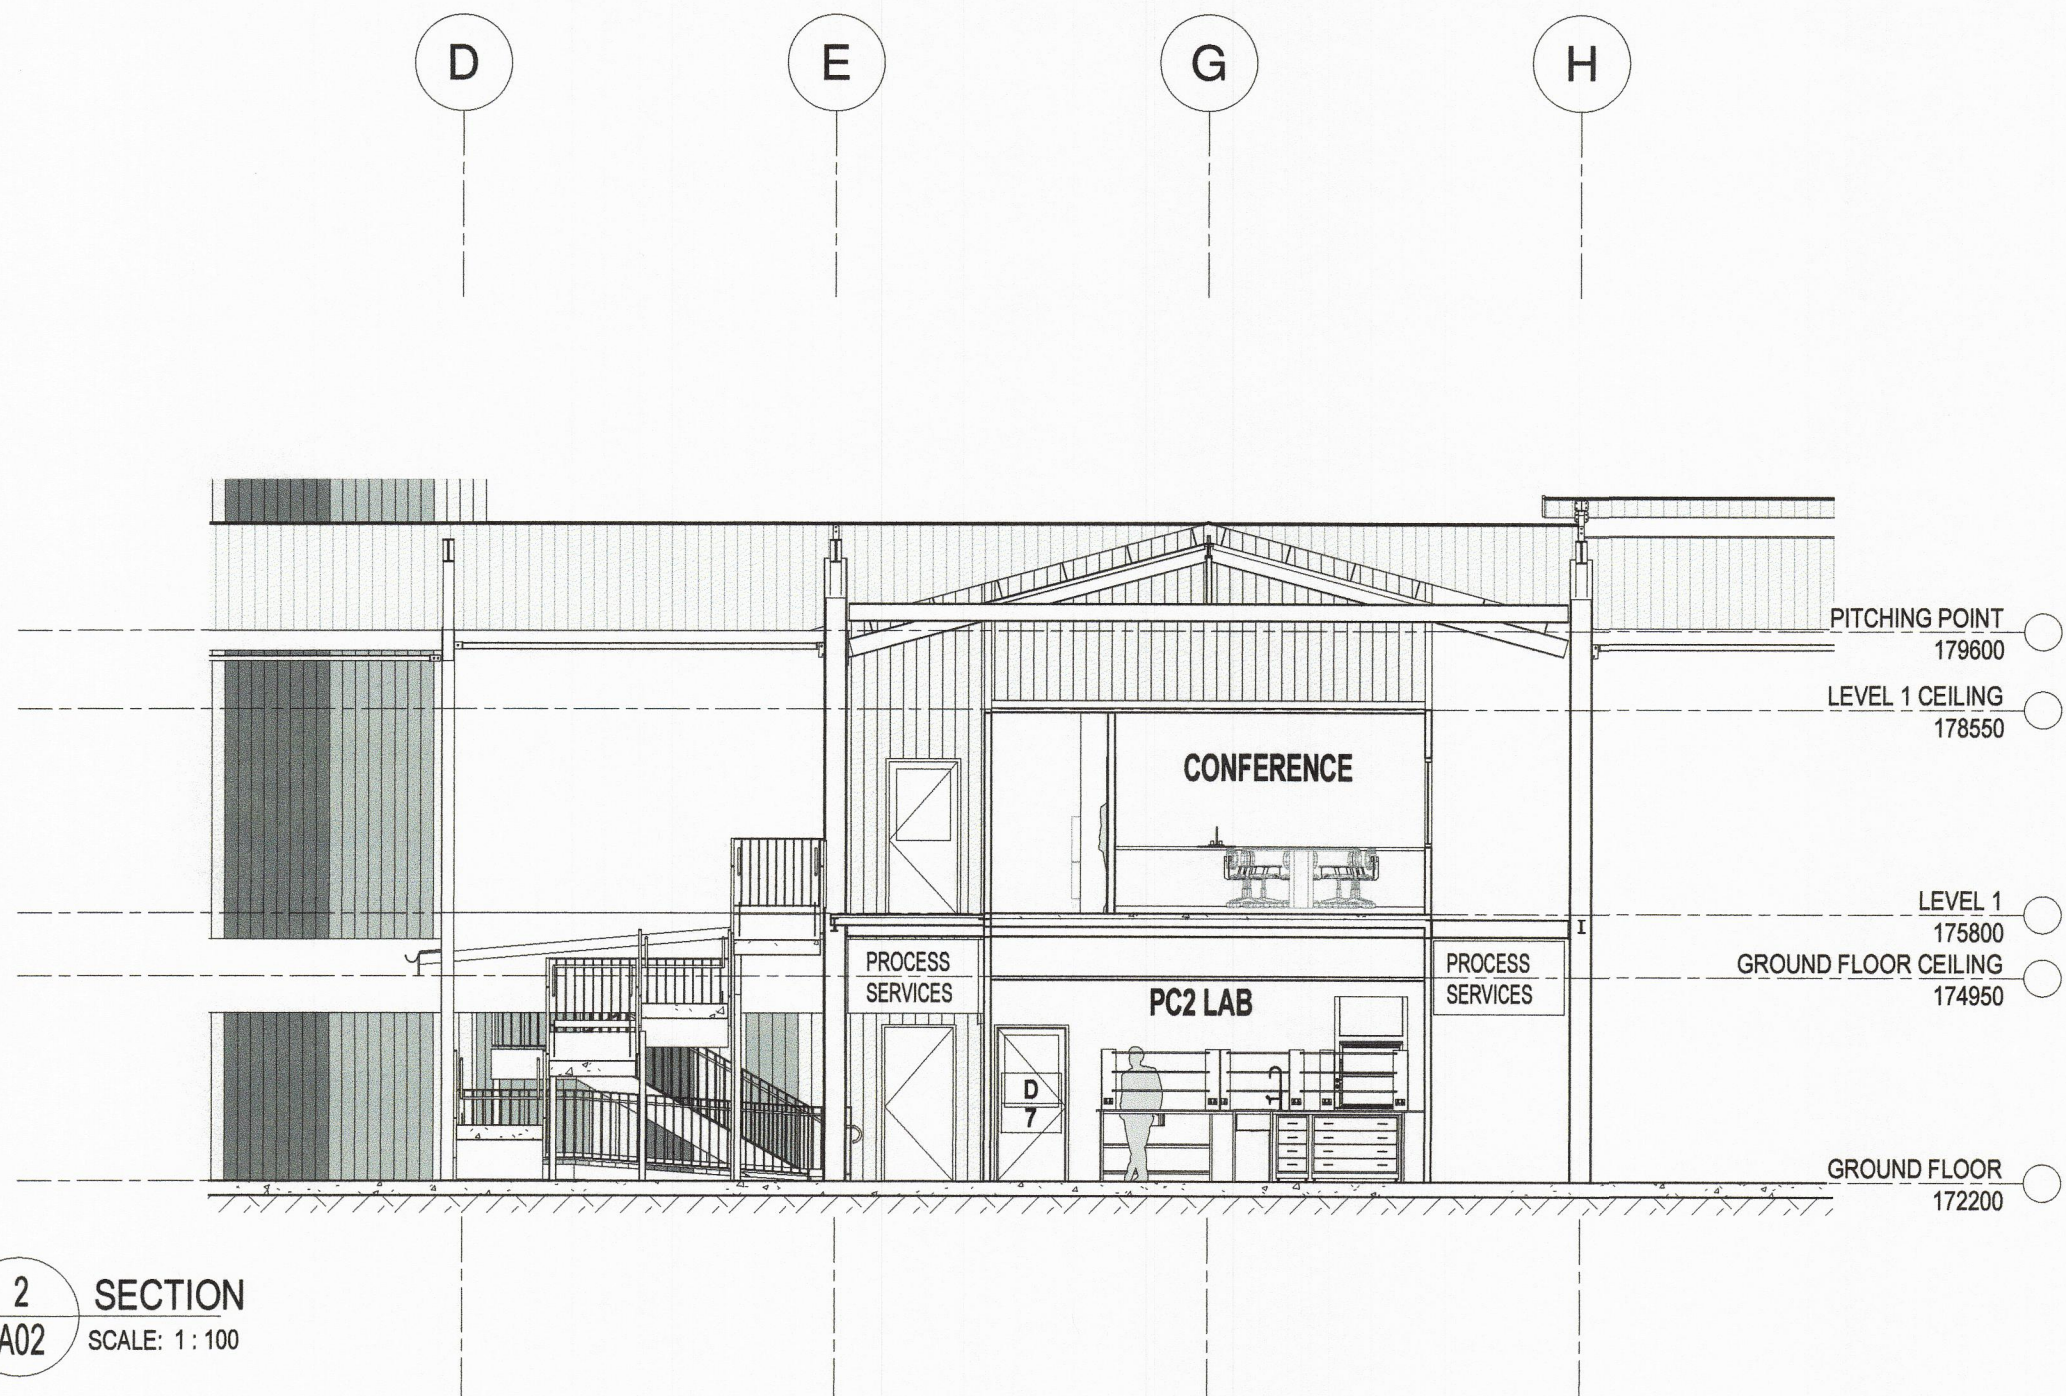 D
E
G
H
PITCHING POINT
179600
LEVEL 1 CEILING
178550
CONFERENCE
LEVEL 1
175800
PROCESS
SERVICES
PROCESS
SERVICES
GROUND FLOOR CEILING
174950
PC2 LAB
D
7
GROUND FLOOR
172200
2
A02
SECTION
SCALE: 1 : 100